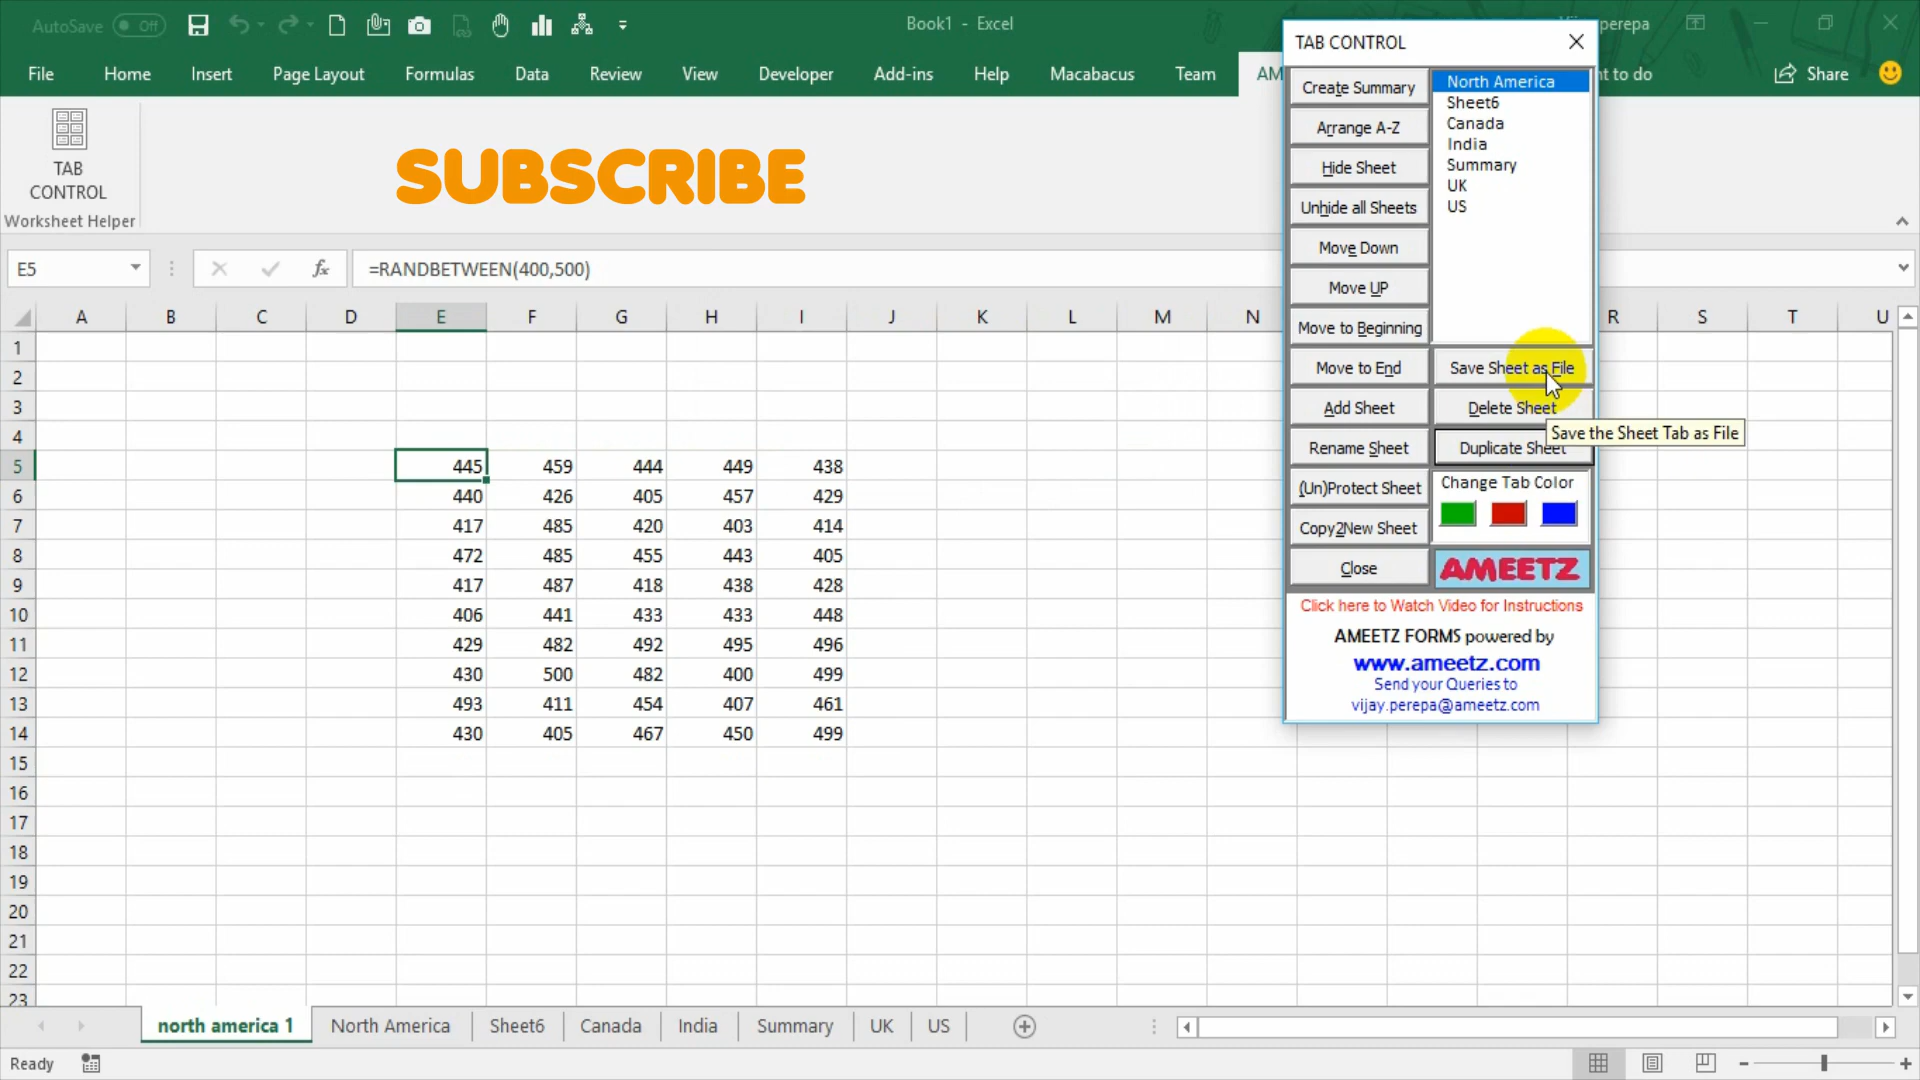 AutoSave Off
Book1 - Excel
perepa
File Home Insert Page Layout Formulas Data Review View Developer Add-ins Help Macabacus Team AM
nt to do
Share
TAB
CONTROL
Worksheet Helper
SUBSCRIBE
E5
fx
=RANDBETWEEN(400,500)
A B C D E F G H I J K L M N R S T U
1
2
3
4
5 445 459 444 449 438
6 440 426 405 457 429
7 417 485 420 403 414
8 472 485 455 443 405
9 417 487 418 438 428
10 406 441 433 433 448
11 429 482 492 495 496
12 430 500 482 400 499
13 493 411 454 407 461
14 430 405 467 450 499
15
16
17
18
19
20
21
22
23
TAB CONTROL
Create Summary
Arrange A-Z
Hide Sheet
Unhide all Sheets
Move Down
Move UP
Move to Beginning
Move to End
Add Sheet
Rename Sheet
(Un)Protect Sheet
Copy2New Sheet
Close
North America
Sheet6
Canada
India
Summary
UK
US
Save Sheet as File
Delete Sheet
Save the Sheet Tab as File
Duplicate Sheet
Change Tab Color
AMEETZ
Click here to Watch Video for Instructions
AMEETZ FORMS powered by
www.ameetz.com
Send your Queries to
vijay.perepa@ameetz.com
north america 1 North America Sheet6 Canada India Summary UK US
Ready